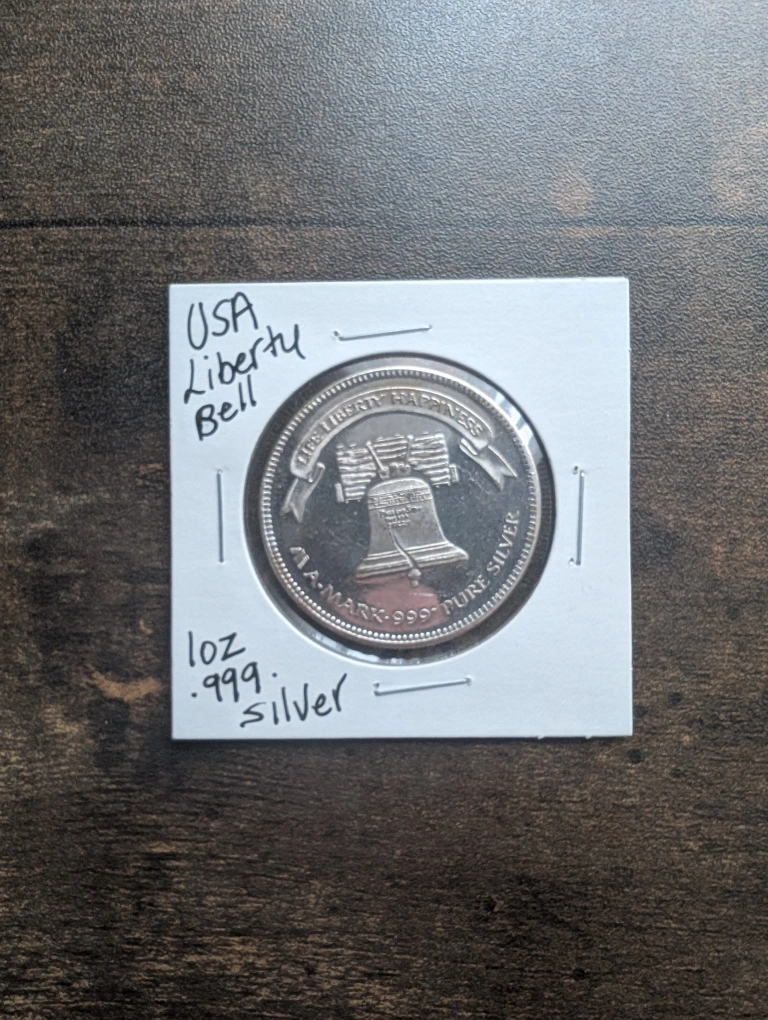 USA
Liberty
Bell
LIFE LIBERTY HAPPINESS
A-MARK·999·PURE SILVER
1oz
.999.
silver